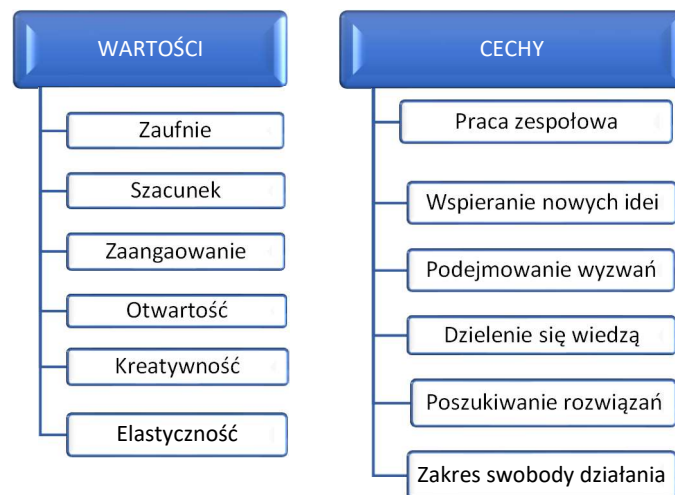 WARTOŚCI
Zaufnie
Szacunek
Zaangaowanie
Otwartość
Kreatywność
Elastyczność
CECHY
Praca zespołowa
Wspieranie nowych idei
Podejmowanie wyzwań
Dzielenie się wiedzą
Poszukiwanie rozwiązań
Zakres swobody działania